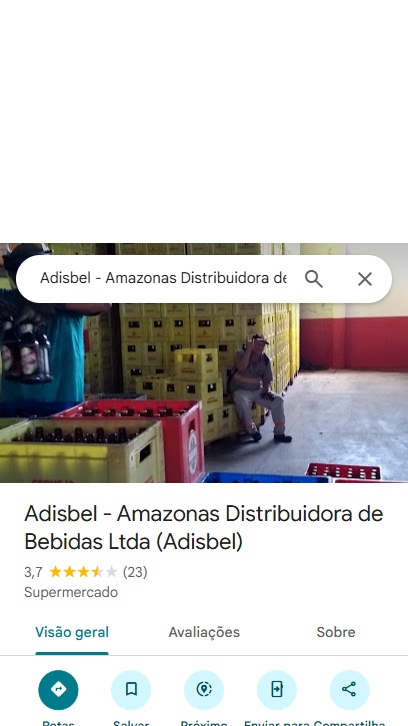 Adisbel - Amazonas Distribuidora de
Adisbel - Amazonas Distribuidora de
Bebidas Ltda (Adisbel)
3,7 (23)
Supermercado
Visão geral
Avaliações
Sobre
Rotas
Salvar
Próximo
Enviar para
Compartilha